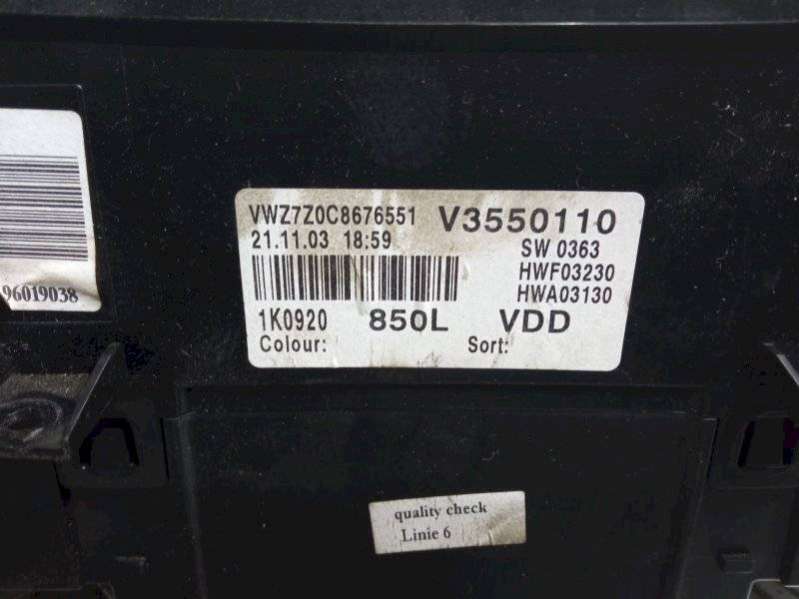 96019038
VWZ7Z0C8676551 V3550110
21.11.03 18:59 SW 0363
HWF03230
HWA03130
1K0920 850L VDD
Colour: Sort:
quality check
Linie 6